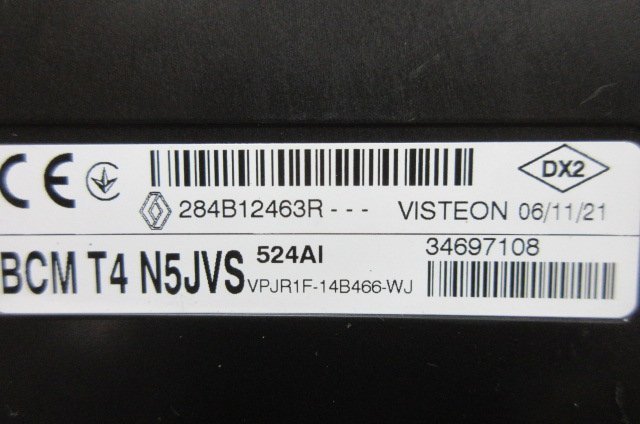 CE DX2
284B12463R - - - VISTEON 06/11/21
BCM T4 N5JVS 524AI 34697108
VPJR1F-14B466-WJ